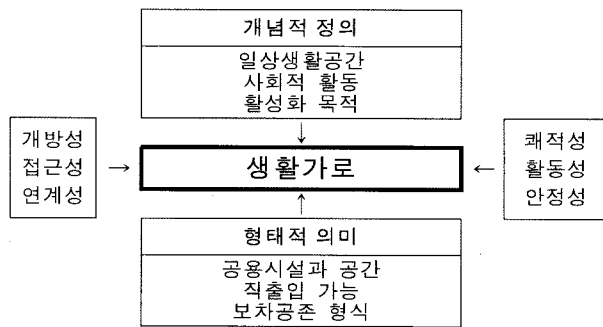 개념적 정의
일상생활공간
사회적 활동
활성화 목적
개방성
접근성
연계성
생활가로
쾌적성
활동성
안정성
형태적 의미
공용시설과 공간
직출입 가능
보차공존 형식